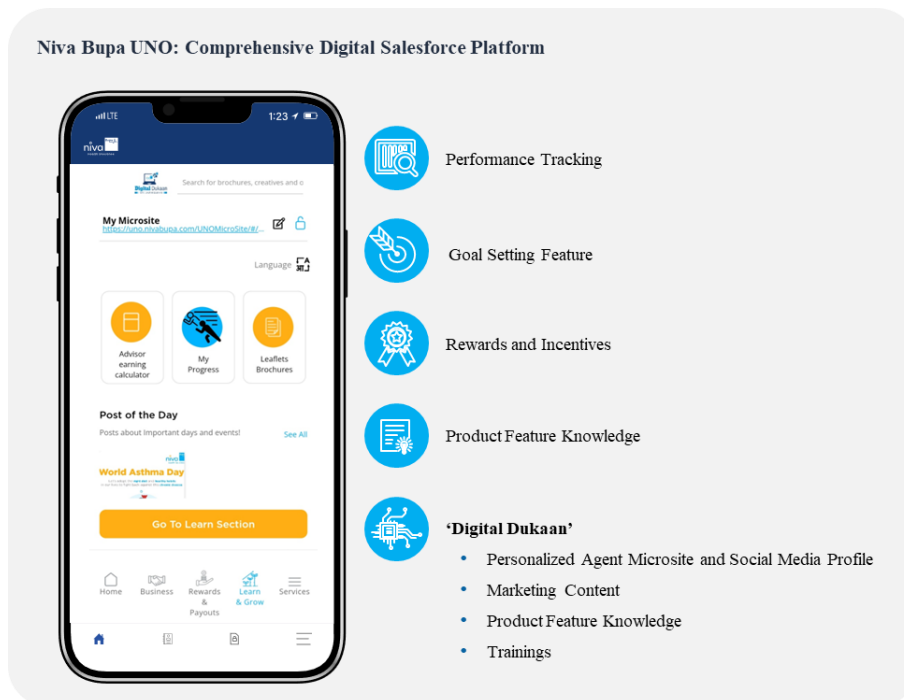 Niva Bupa UNO: Comprehensive Digital Salesforce Platform
LTE
1:23
niva
Digital Dukaan
Search for brochures, creatives and o
My Microsite
https://uno.nivabupa.com/UNOMicroSite/#/...
Language
A
अ
Advisor
earning
calculator
My
Progress
Leaflets
Brochures
Post of the Day
Posts about Important days and events!
See All
niva
World Asthma Day
Go To Learn Section
Home
Business
Rewards
&
Payouts
Learn
& Grow
Services
Performance Tracking
Goal Setting Feature
Rewards and Incentives
Product Feature Knowledge
‘Digital Dukaan’
• Personalized Agent Microsite and Social Media Profile
• Marketing Content
• Product Feature Knowledge
• Trainings